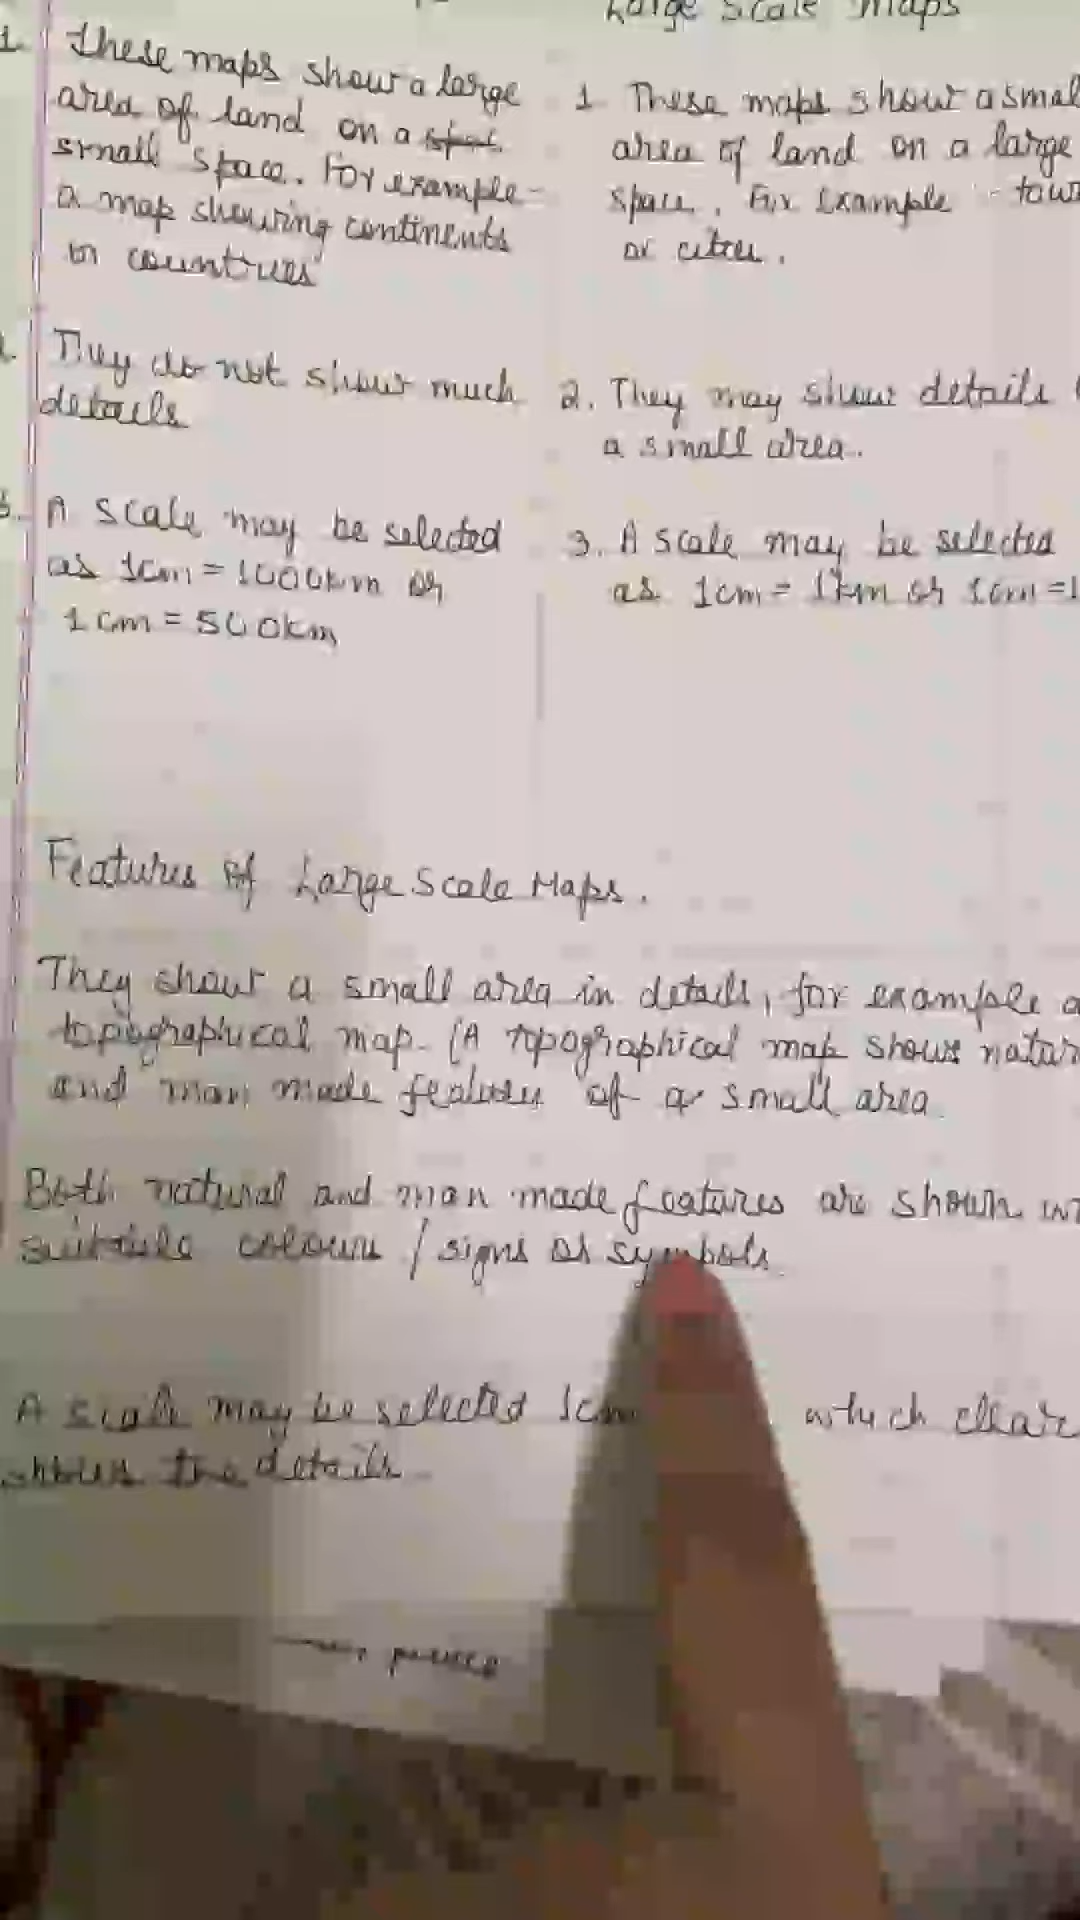 Large Scale Maps
1. These maps show a large
area of land on a
small space. For example-
a map showing continents
or countries
1. These maps show a smal
area of land on a large
space. For example - tow
or cities.
They do not show much
details
2. They may show details
a small area.
3. A scale may be selected
as 1cm = 1000km or
1 cm = 500km
3. A scale may be selected
as 1cm = 1km or 1cm = 1
Features of Large Scale Maps.
They show a small area in details, for example a
topographical map. (A topographical map shows natur
and man made features of a small area
Both natural and man made features are shown wi
suitable colours / signs or symbols
A scale may be selected 1cm which clear
shows the details